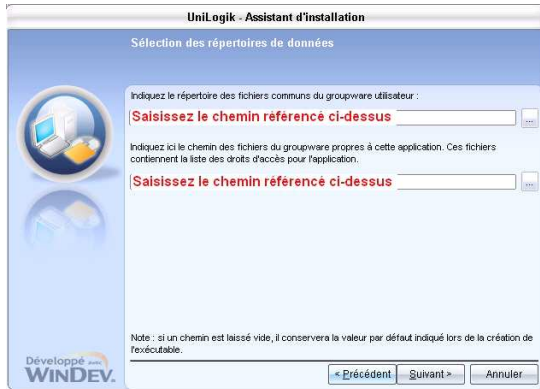 UniLogik - Assistant d'installation
Sélection des répertoires de données
Indiquez le répertoire des fichiers communs du groupware utilisateur :
Saisissez le chemin référencé ci-dessus
...
Indiquez ici le chemin des fichiers du groupware propres à cette application. Ces fichiers
contiennent la liste des droits d'accès pour l'application.
Saisissez le chemin référencé ci-dessus
...
Note : si un chemin est laissé vide, il conservera la valeur par défaut indiqué lors de la création de
l'exécutable.
Développé avec
WINDEV.
< Précédent
Suivant >
Annuler